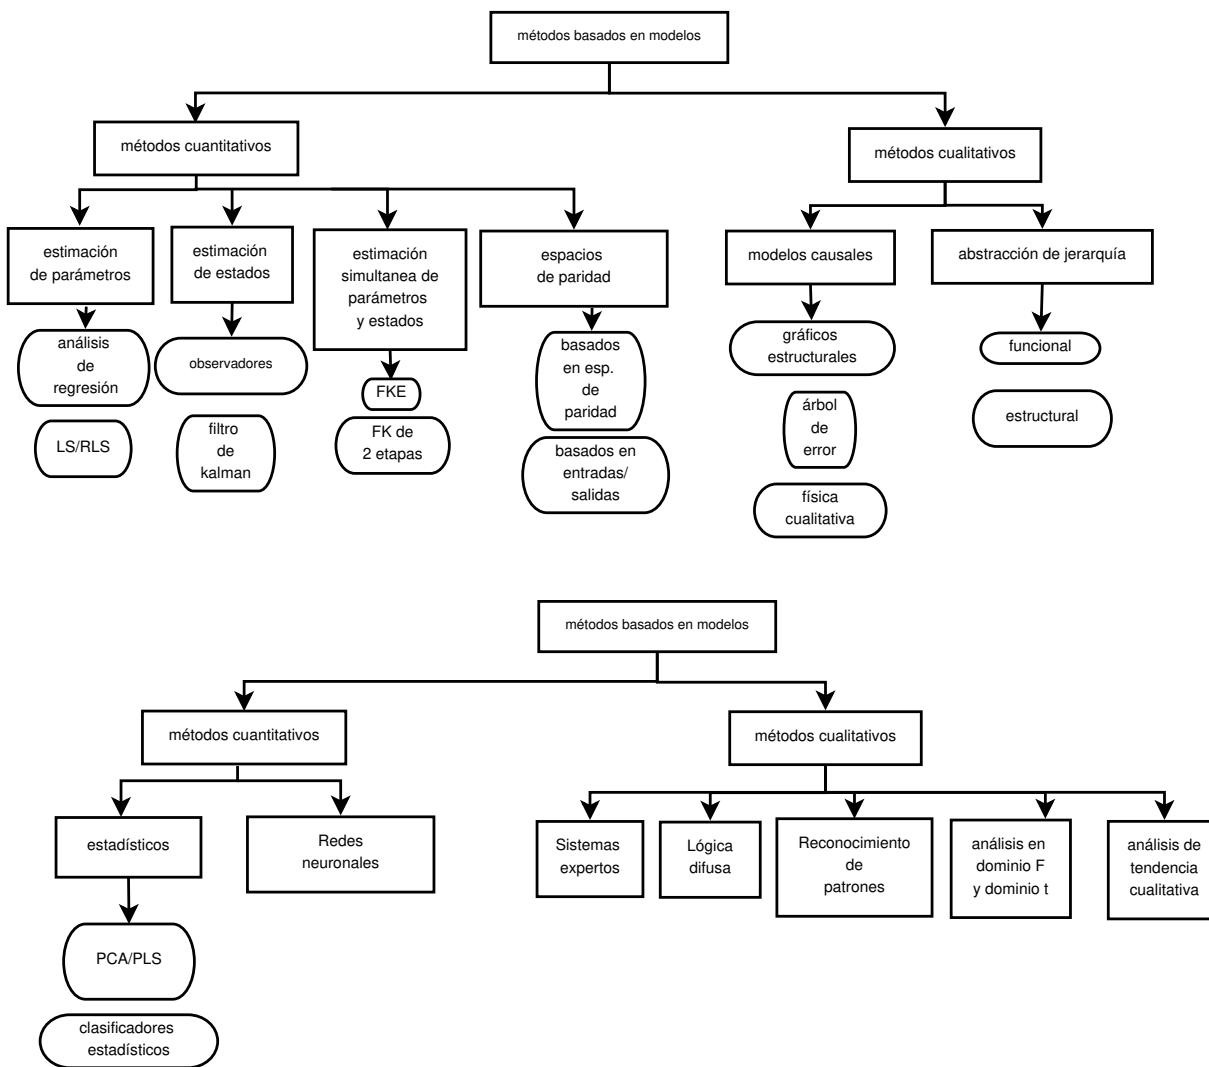 métodos basados en modelos
métodos cuantitativos
métodos cualitativos
estimación
de parámetros
estimación
de estados
estimación
simultanea de
parámetros
y estados
espacios
de paridad
modelos causales
abstracción de jerarquía
análisis
de
regresión
observadores
FKE
basados
en esp.
de
paridad
gráficos
estructurales
funcional
LS/RLS
filtro
de
kalman
FK de
2 etapas
basados en
entradas/
salidas
árbol
de
error
estructural
física
cualitativa
métodos basados en modelos
métodos cuantitativos
métodos cualitativos
estadísticos
Redes
neuronales
Sistemas
expertos
Lógica
difusa
Reconocimiento
de
patrones
análisis en
dominio F
y dominio t
análisis de
tendencia
cualitativa
PCA/PLS
clasificadores
estadísticos